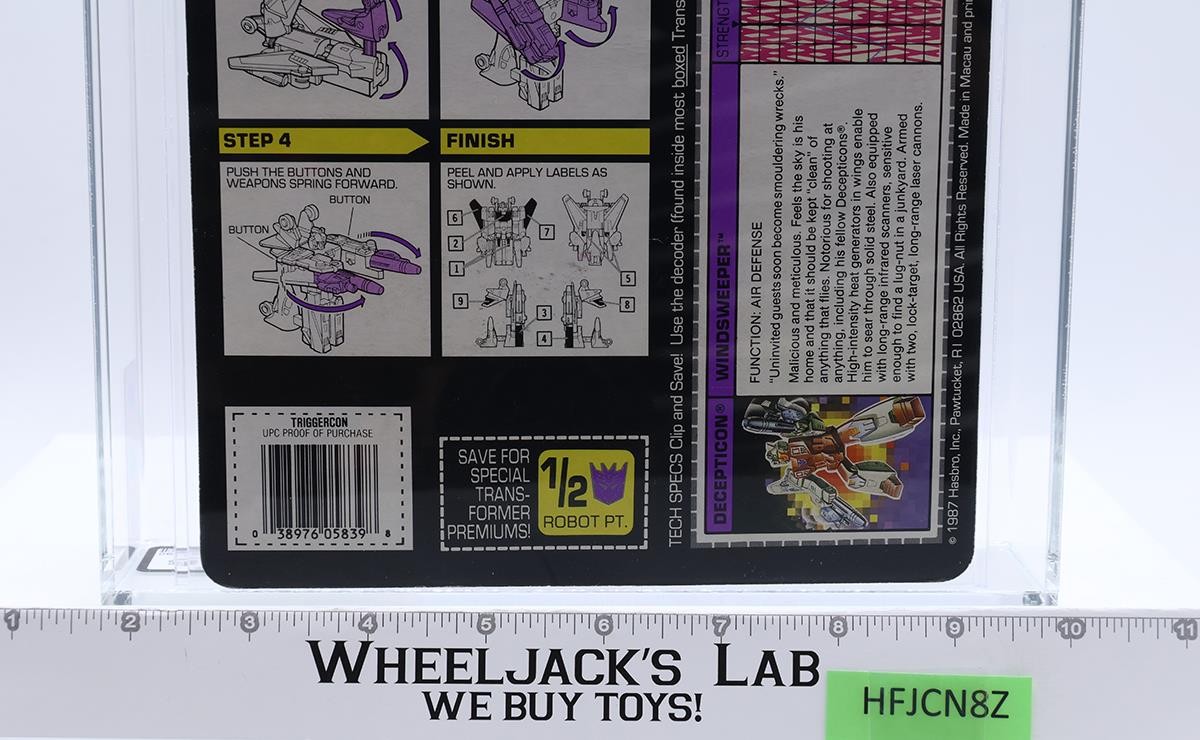 STEP 4
PUSH THE BUTTONS AND
WEAPONS SPRING FORWARD.
BUTTON
BUTTON
FINISH
PEEL AND APPLY LABELS AS
SHOWN.
6
7
2
1
5
9
8
3
4
TRIGGERCON
UPC PROOF OF PURCHASE
0 38976 05839 8
SAVE FOR
SPECIAL
TRANS-
FORMER
PREMIUMS!
1/2
ROBOT PT.
TECH SPECS Clip and Save! Use the decoder (found inside most boxed Trans
DECEPTICON® WINDSWEEPER™
STRENGT
FUNCTION: AIR DEFENSE
"Uninvited guests soon become smouldering wrecks."
Malicious and meticulous. Feels the sky is his
home and that it should be kept "clean" of
anything that flies. Notorious for shooting at
anything, including his fellow Decepticons®.
High-intensity heat generators in wings enable
him to sear through solid steel. Also equipped
with long-range infrared scanners, sensitive
enough to find a lug-nut in a junkyard. Armed
with two, lock-target, long-range laser cannons.
© 1987 Hasbro, Inc., Pawtucket, R I 02862 USA. All Rights Reserved. Made in Macau and pri
1 2 3 4 5 6 7 8 9 10 11
WHEELJACK'S LAB
WE BUY TOYS!
HFJCN8Z